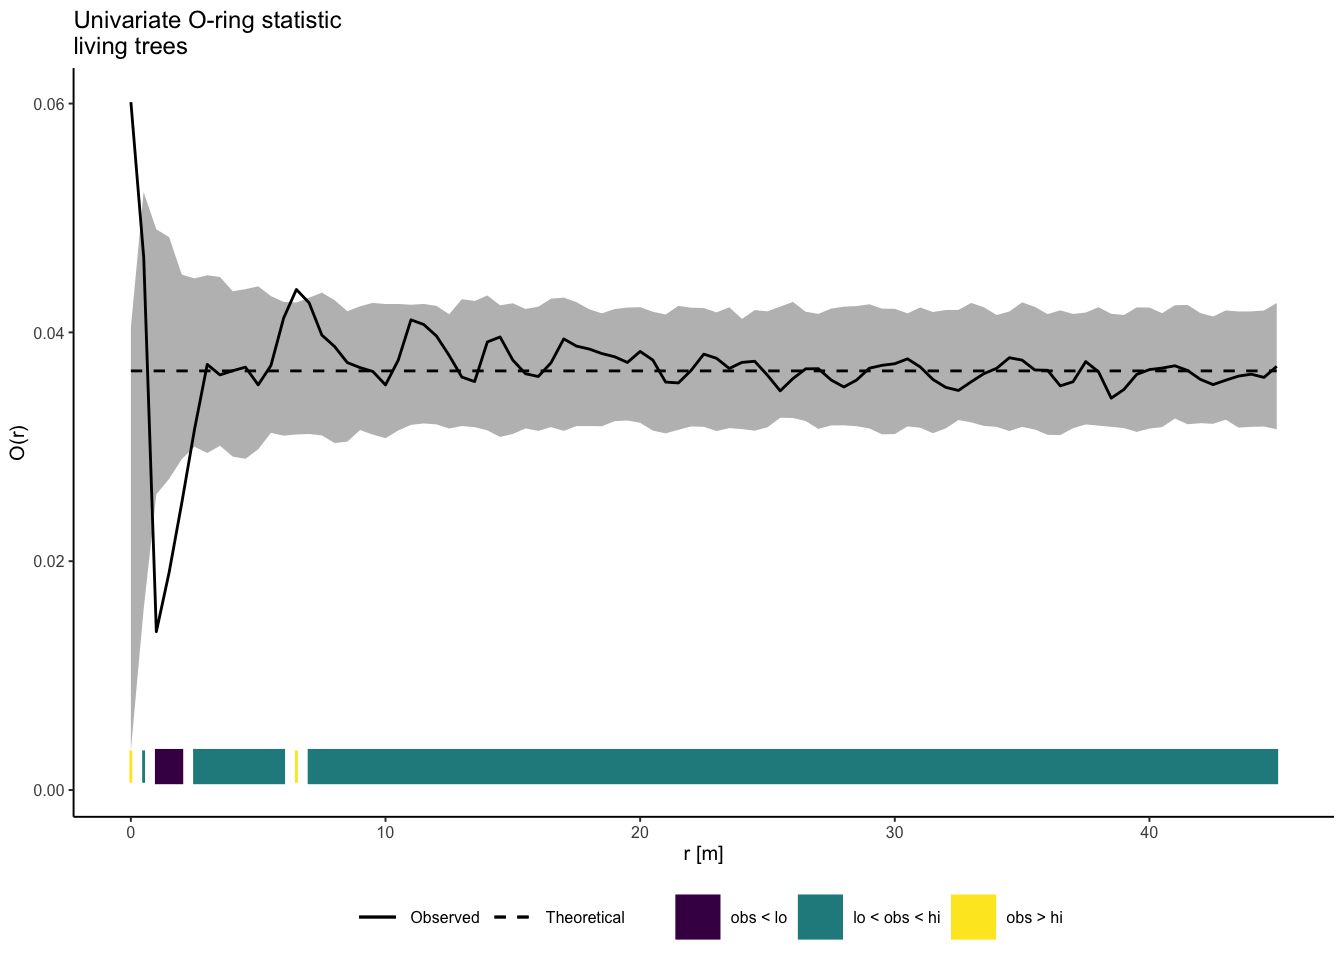 Univariate O-ring statistic
living trees
0.06
0.04
0.02
0.00
O(r)
0 10 20 30 40
r [m]
Observed Theoretical obs < lo lo < obs < hi obs > hi